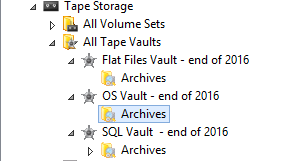 Tape Storage
All Volume Sets
All Tape Vaults
Flat Files Vault - end of 2016
Archives
OS Vault - end of 2016
Archives
SQL Vault - end of 2016
Archives